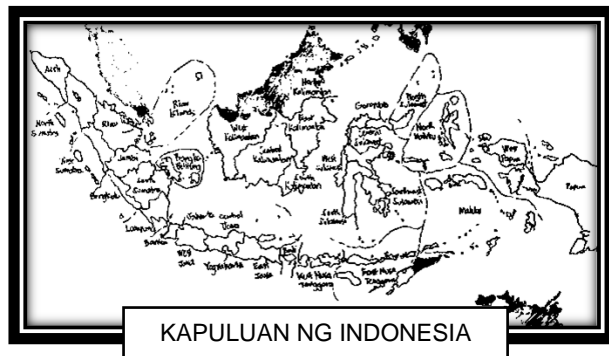 Aceh
North
Sumatra
Riau
Riau
Islands
West
Sumatra
Jambi
Bengkulu
South
Sumatra
Bangka
Belitung
Lampung
Banten
Jakarta
West
Java
Central
Java
Yogyakarta
East
Java
Bali
West Nusa
Tenggara
East Nusa
Tenggara
West
Kalimantan
Central
Kalimantan
South
Kalimantan
East
Kalimantan
North
Kalimantan
West
Sulawesi
South
Sulawesi
Central
Sulawesi
Southeast
Sulawesi
Gorontalo
North
Sulawesi
North
Maluku
Maluku
West
Papua
Papua
KAPULUAN NG INDONESIA